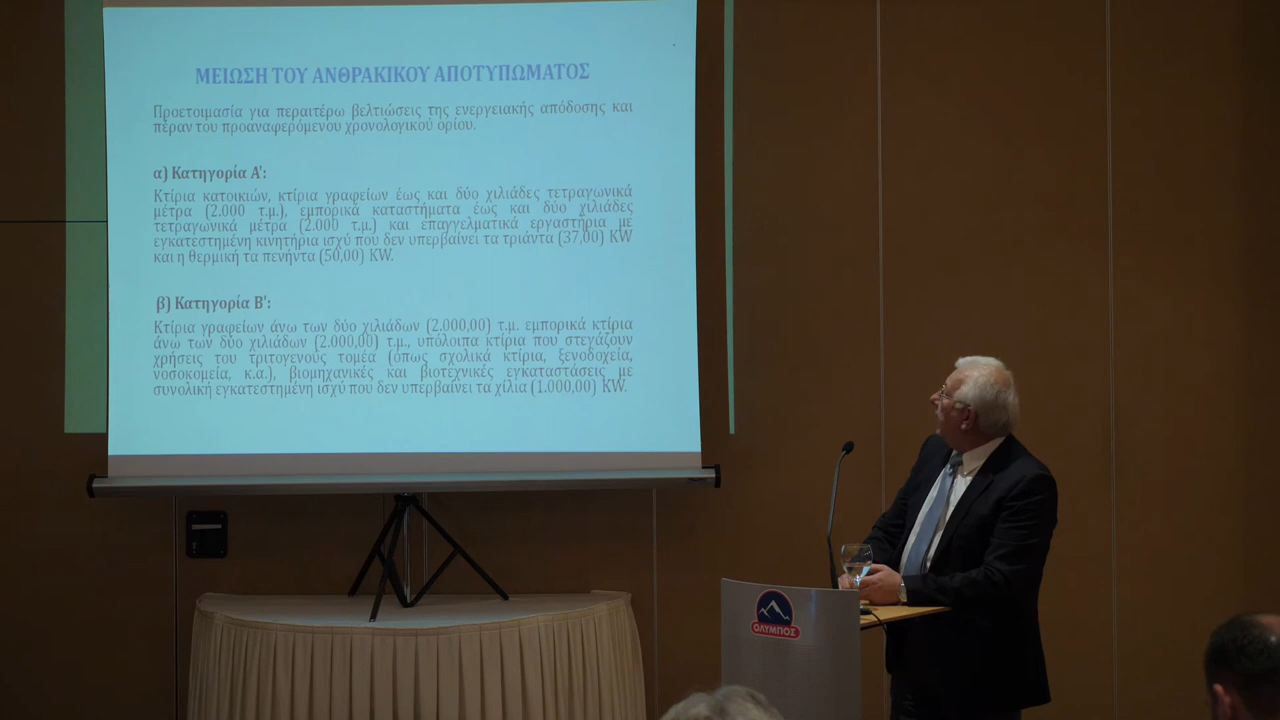 ΜΕΙΩΣΗ ΤΟΥ ΑΝΘΡΑΚΙΚΟΥ ΑΠΟΤΥΠΩΜΑΤΟΣ
Προετοιμασία για περαιτέρω βελτιώσεις της ενεργειακής απόδοσης και
πέραν του προαναφερόμενου χρονολογικού ορίου.
α) Κατηγορία Α':
Κτίρια κατοικιών, κτίρια γραφείων έως και δύο χιλιάδες τετραγωνικά
μέτρα (2.000 τ.μ.), εμπορικά καταστήματα έως και δύο χιλιάδες
τετραγωνικά μέτρα (2.000 τ.μ.) και επαγγελματικά εργαστήρια με
εγκατεστημένη κινητήρια ισχύ που δεν υπερβαίνει τα τριάντα (37,00) KW
και η θερμική τα πενήντα (50,00) KW.
β) Κατηγορία Β':
Κτίρια γραφείων άνω των δύο χιλιάδων (2.000,00) τ.μ. εμπορικά κτίρια
άνω των δύο χιλιάδων (2.000,00) τ.μ., υπόλοιπα κτίρια που στεγάζουν
χρήσεις του τριτογενούς τομέα (όπως σχολικά κτίρια, ξενοδοχεία,
νοσοκομεία, κ.α.), βιομηχανικές και βιοτεχνικές εγκαταστάσεις με
συνολική εγκατεστημένη ισχύ που δεν υπερβαίνει τα χίλια (1.000,00) KW.
ΟΛΥΜΠΟΣ